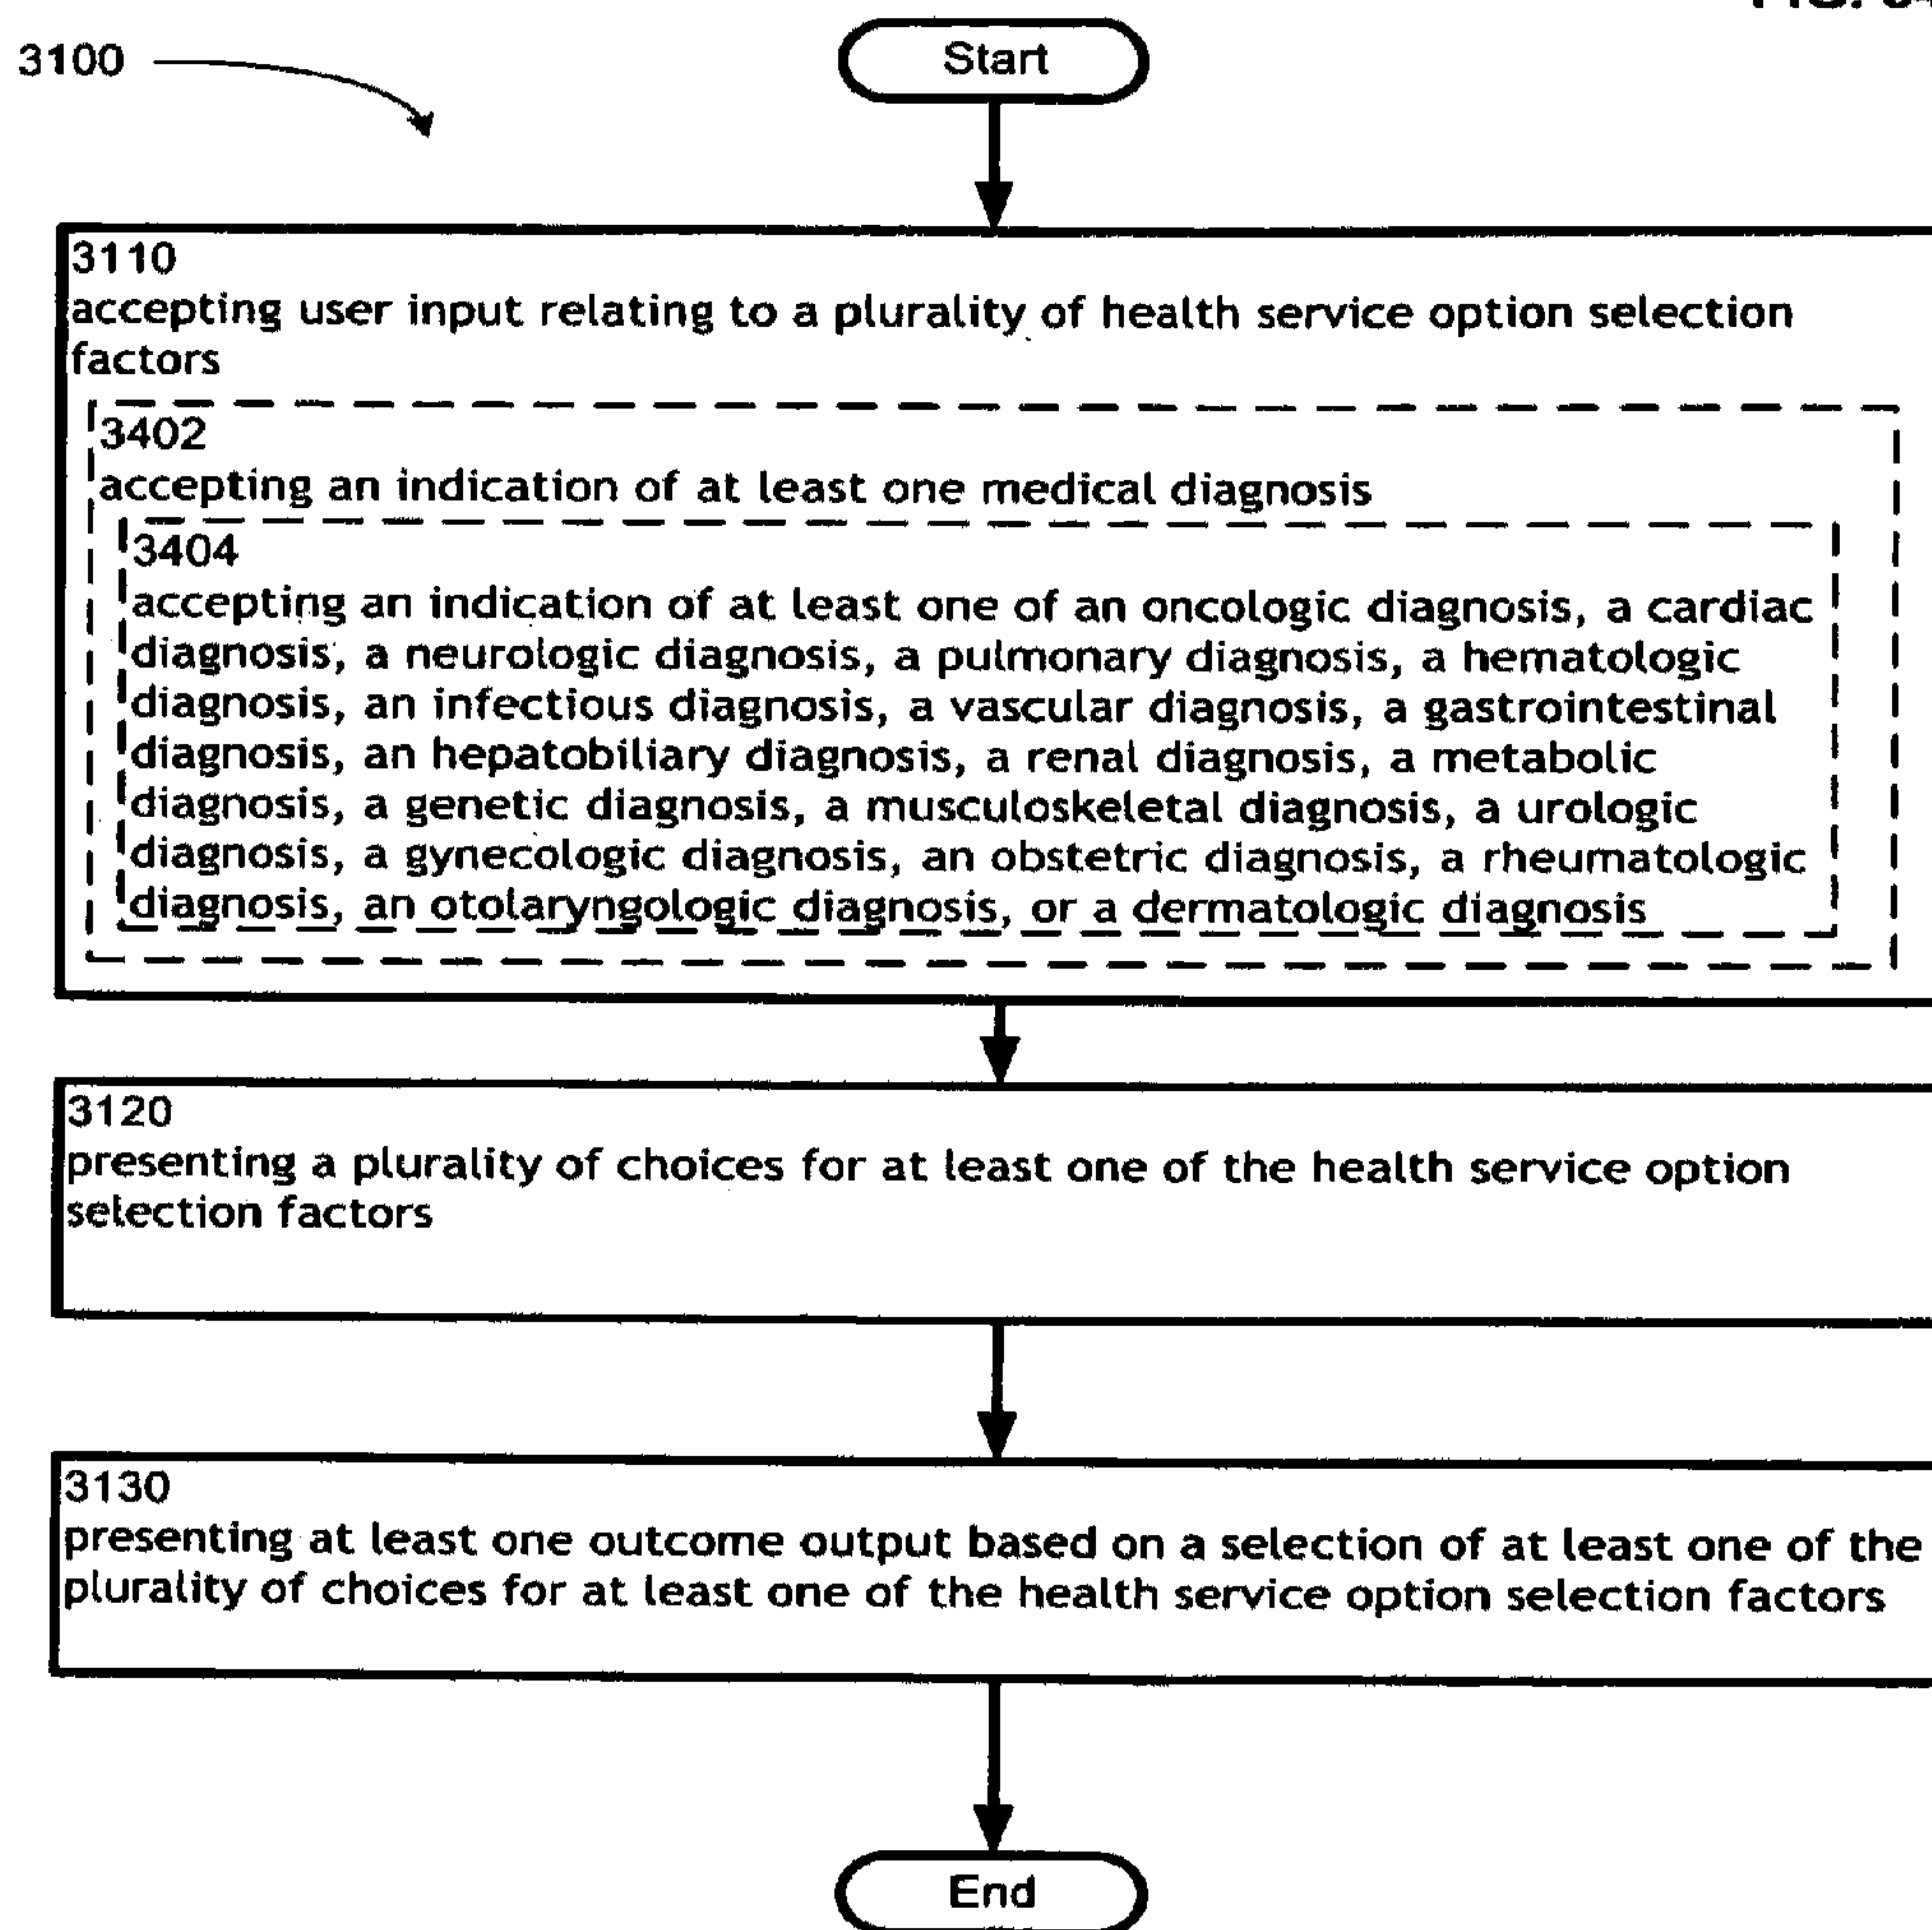 3100
Start
3110
accepting user input relating to a plurality of health service option selection
factors
3402
accepting an indication of at least one medical diagnosis
3404
accepting an indication of at least one of an oncologic diagnosis, a cardiac
diagnosis, a neurologic diagnosis, a pulmonary diagnosis, a hematologic
diagnosis, an infectious diagnosis, a vascular diagnosis, a gastrointestinal
diagnosis, an hepatobiliary diagnosis, a renal diagnosis, a metabolic
diagnosis, a genetic diagnosis, a musculoskeletal diagnosis, a urologic
diagnosis, a gynecologic diagnosis, an obstetric diagnosis, a rheumatologic
diagnosis, an otolaryngologic diagnosis, or a dermatologic diagnosis
3120
presenting a plurality of choices for at least one of the health service option
selection factors
3130
presenting at least one outcome output based on a selection of at least one of the
plurality of choices for at least one of the health service option selection factors
End